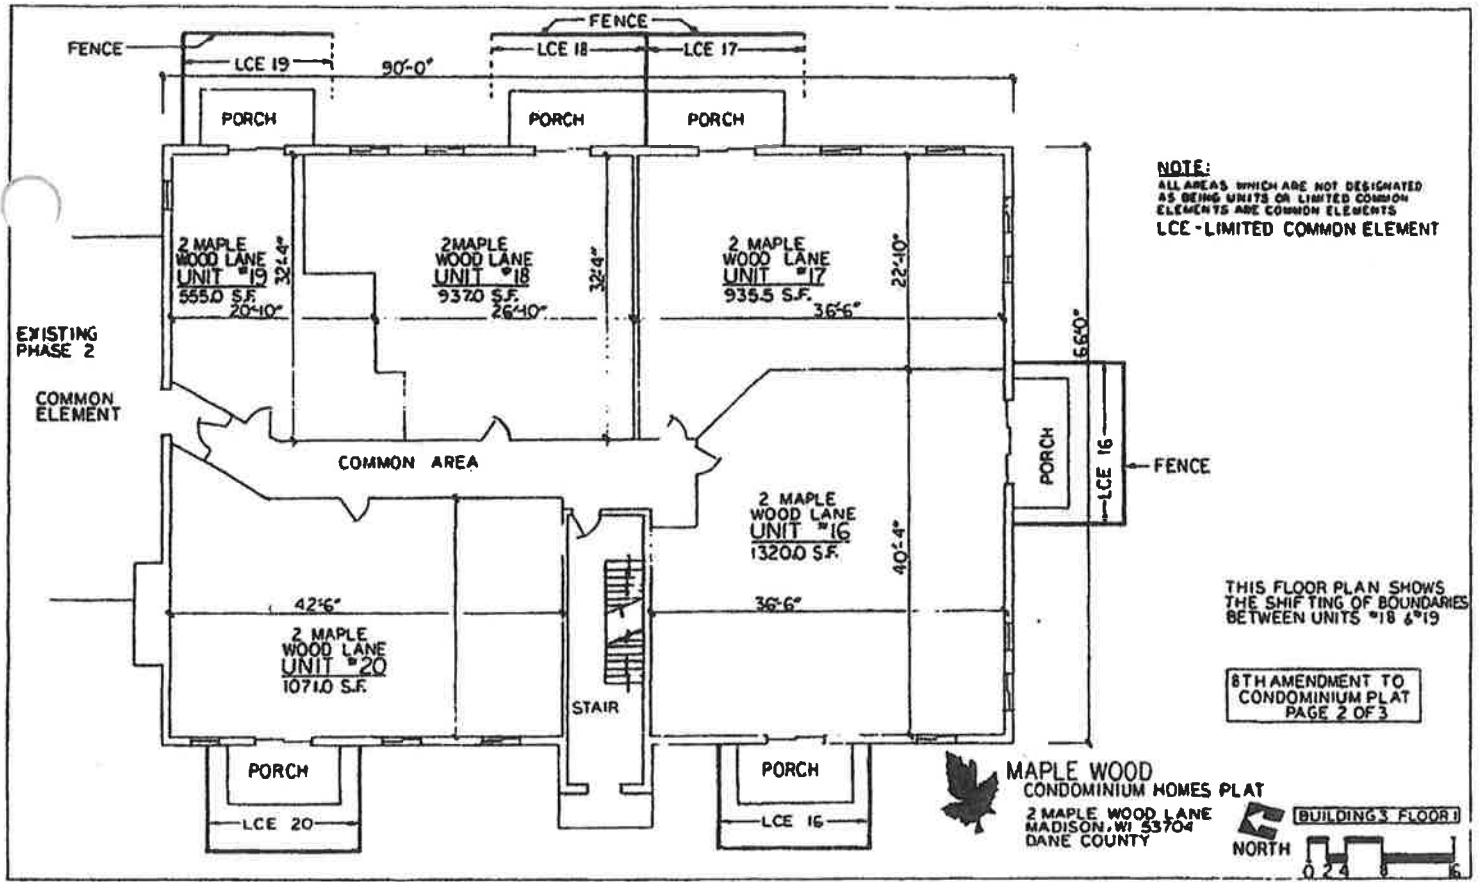 FENCE
FENCE
LCE 19
LCE 18
LCE 17
90'-0"
PORCH
PORCH
PORCH
NOTE:
ALL AREAS WHICH ARE NOT DESIGNATED
AS BEING UNITS OR LIMITED COMMON
ELEMENTS ARE COMMON ELEMENTS
LCE - LIMITED COMMON ELEMENT
2 MAPLE
WOOD LANE
UNIT #19
555.0 S.F.
20'-10"
32'-4"
2 MAPLE
WOOD LANE
UNIT #18
937.0 S.F.
26'-10"
32'-4"
2 MAPLE
WOOD LANE
UNIT #17
935.5 S.F.
36'-6"
22'-10"
66'-0"
EXISTING
PHASE 2
COMMON
ELEMENT
COMMON AREA
PORCH
LCE 16
FENCE
2 MAPLE
WOOD LANE
UNIT #16
1320.0 S.F.
40'-4"
36'-6"
42'-6"
2 MAPLE
WOOD LANE
UNIT #20
1071.0 S.F.
STAIR
THIS FLOOR PLAN SHOWS
THE SHIFTING OF BOUNDARIES
BETWEEN UNITS #18 & #19
8TH AMENDMENT TO
CONDOMINIUM PLAT
PAGE 2 OF 3
PORCH
LCE 20
PORCH
LCE 16
MAPLE WOOD
CONDOMINIUM HOMES PLAT
2 MAPLE WOOD LANE
MADISON, WI 53704
DANE COUNTY
NORTH
BUILDING 3 FLOOR 1
0 2 4 8 16